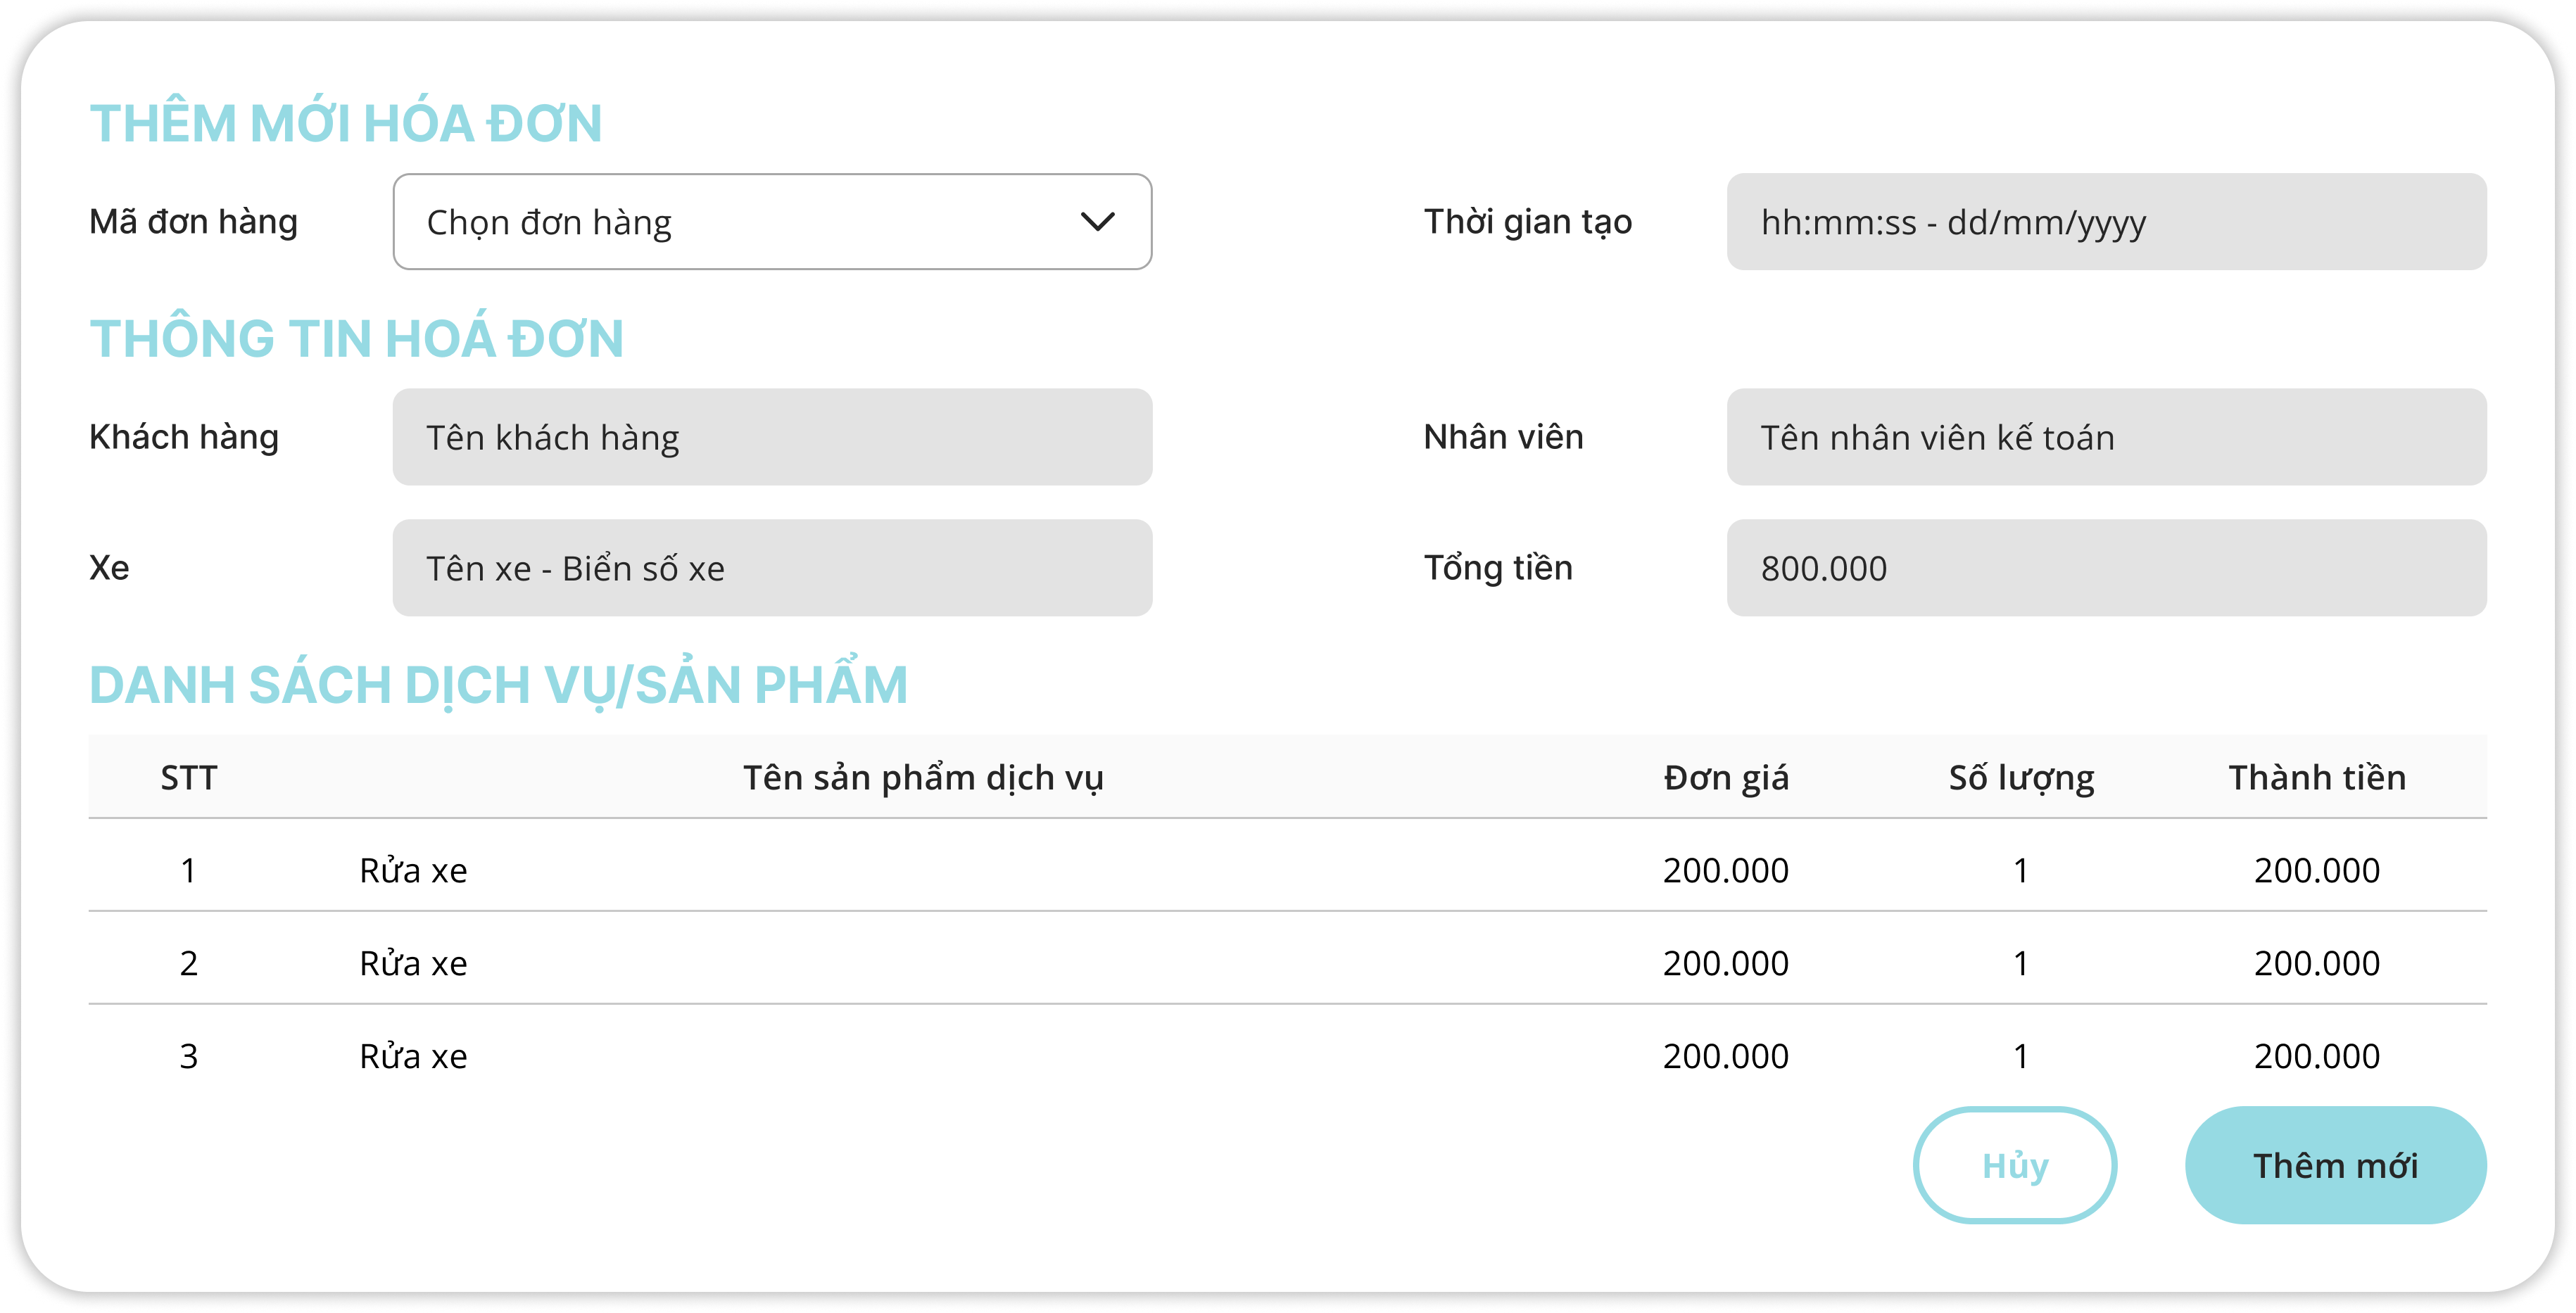 THÊM MỚI HÓA ĐƠN
Mã đơn hàng Chọn đơn hàng Thời gian tạo hh:mm:ss - dd/mm/yyyy
THÔNG TIN HOÁ ĐƠN
Khách hàng Tên khách hàng Nhân viên Tên nhân viên kế toán
Xe Tên xe - Biển số xe Tổng tiền 800.000
DANH SÁCH DỊCH VỤ/SẢN PHẨM
STT Tên sản phẩm dịch vụ Đơn giá Số lượng Thành tiền
1 Rửa xe 200.000 1 200.000
2 Rửa xe 200.000 1 200.000
3 Rửa xe 200.000 1 200.000
Hủy Thêm mới